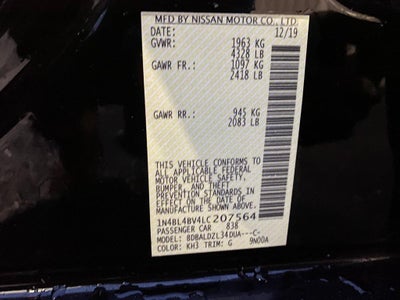 MFD BY NISSAN MOTOR CO., LTD.
DATE: 12/19
GVWR: 1963 KG
4328 LB
GAWR FR.: 1097 KG
2418 LB
GAWR RR.: 945 KG
2083 LB
THIS VEHICLE CONFORMS TO
ALL APPLICABLE FEDERAL
MOTOR VEHICLE SAFETY,
BUMPER, AND THEFT
PREVENTION STANDARDS IN
EFFECT ON THE DATE OF
MANUFACTURE SHOWN ABOVE
1N4BL4BV4LC207564
PASSENGER CAR 838
MODEL: BDBALDZL34DUA---C-
COLOR: KH3 TRIM: G 9N00A